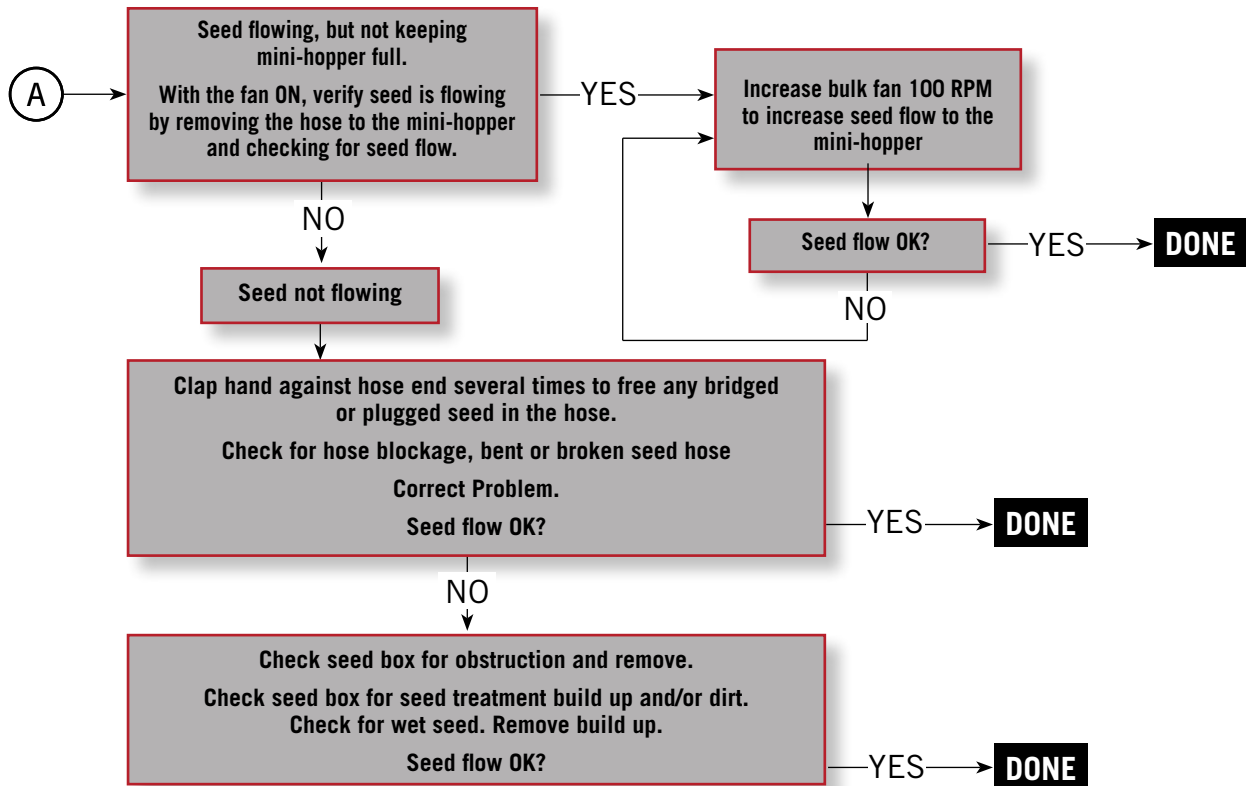 A
Seed flowing, but not keeping
mini-hopper full.
With the fan ON, verify seed is flowing
by removing the hose to the mini-hopper
and checking for seed flow.
YES
Increase bulk fan 100 RPM
to increase seed flow to the
mini-hopper
NO
Seed flow OK?
YES
DONE
NO
Seed not flowing
Clap hand against hose end several times to free any bridged
or plugged seed in the hose.
Check for hose blockage, bent or broken seed hose
Correct Problem.
Seed flow OK?
YES
DONE
NO
Check seed box for obstruction and remove.
Check seed box for seed treatment build up and/or dirt.
Check for wet seed. Remove build up.
Seed flow OK?
YES
DONE